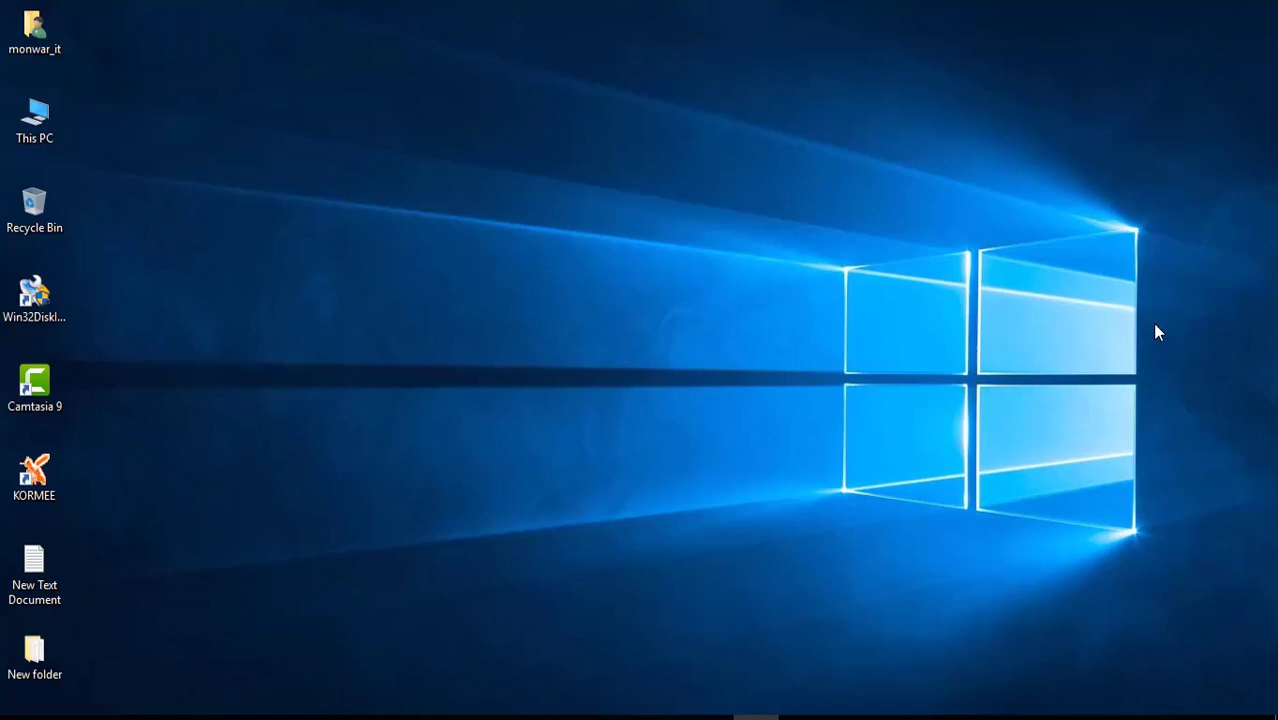 monwar_it
This PC
Recycle Bin
Win32DiskI...
Camtasia 9
KORMEE
New Text
Document
New folder